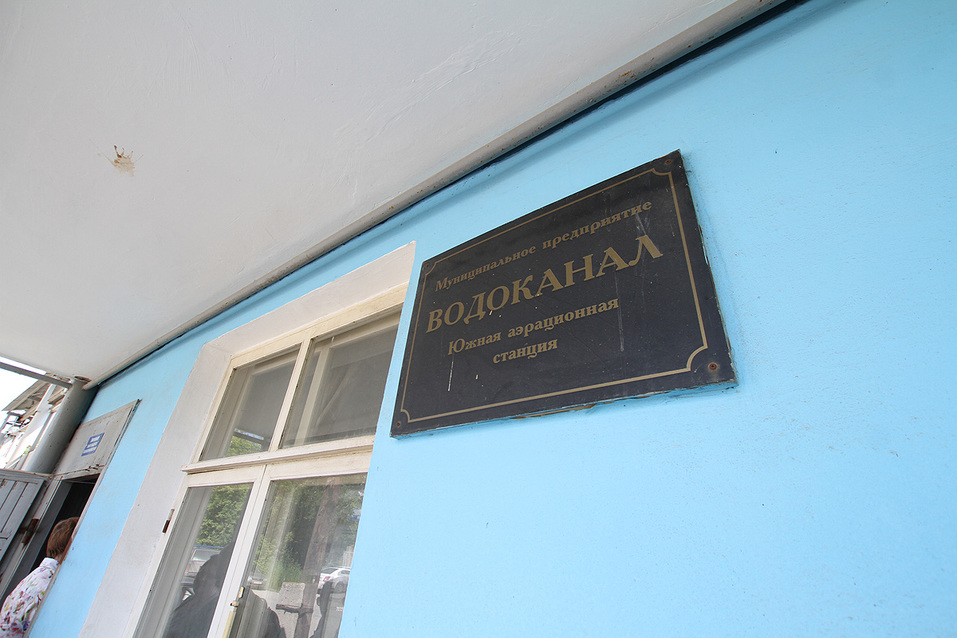 Муниципальное предприятие
ВОДОКАНАЛ
Южная аэрационная
станция